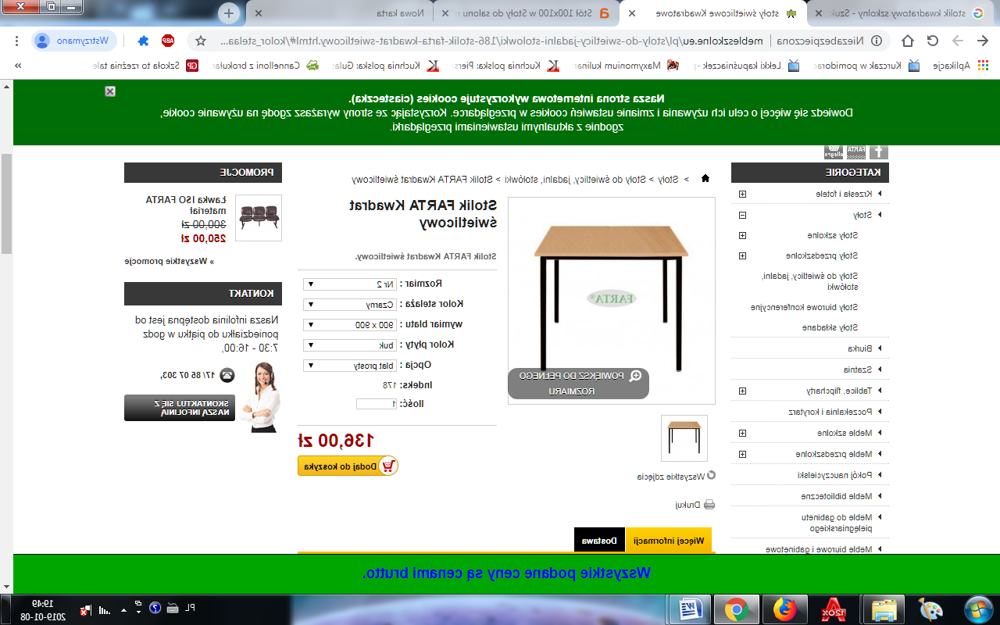 stolik kwadratowy szkolny - Szuk
stoły świetlicowe Kwadratowe
Stół 100x100 w Stoły do salonu
Nowa karta
Niezabezpieczona | mebleszkolne.eu/pl/stoly-do-swietlicy-jadalni-stolowki/186-stolik-farta-kwadrat-swietlicowy.html#/kolor_stelaa...
ABP
Wstrzymano
Aplikacje
Kurczak w pomidorac
Lekki kapuśniaczek -
Maxymonium kulinar
Kuchnia polska: Piers
Kuchnia polska: Gula
Cannelloni z brokuła
GP
Szkoła to rzeźnia tale
»
Nasza strona internetowa wykorzystuje cookies (ciasteczka).
Dowiedz się więcej o celu ich używania i zmianie ustawień cookies w przeglądarce. Korzystając ze strony wyrażasz zgodę na używanie cookie,
zgodnie z aktualnymi ustawieniami przeglądarki.
f
FARTA
allegro
KATEGORIE
Krzesła i fotele
Stoły
Stoły szkolne
Stoły przedszkolne
Stoły do świetlicy, jadalni,
stołówki
Stoły biurowe konferencyjne
Stoły składane
Biurka
Szatnia
Tablice, flipcharty
Poczekalnia i korytarz
Meble szkolne
Meble przedszkolne
Pokój nauczycielski
Meble biblioteczne
Meble do gabinetu
pielęgniarskiego
Meble biurowe i gabinetowe
> Stoły > Stoły do świetlicy, jadalni, stołówki > Stolik FARTA Kwadrat świetlicowy
FARTA®
POWIĘKSZ DO PEŁNEGO
ROZMIARU
Wszystkie zdjęcia
Drukuj
Stolik FARTA Kwadrat
świetlicowy
Stolik FARTA Kwadrat świetlicowy.
Rozmiar : Nr 2
Kolor stelaża : Czarny
wymiar blatu : 900 x 900
Kolor płyty : buk
Opcja : blat prosty
Indeks: 178
Ilość: 1
136,00 zł
Dodaj do koszyka
Więcej informacji
Dostawa
PROMOCJE
Ławka ISO FARTA
materiał
300,00 zł
250,00 zł
» Wszystkie promocje
KONTAKT
Nasza infolinia dostępna jest od
poniedziałku do piątku w godz
7:30 - 16:00,
17/ 85 07 303,
SKONTAKTUJ SIĘ Z
NASZĄ INFOLINIĄ
Wszystkie podane ceny są cenami brutto.
120X
W
PL
19:49
2019-01-08